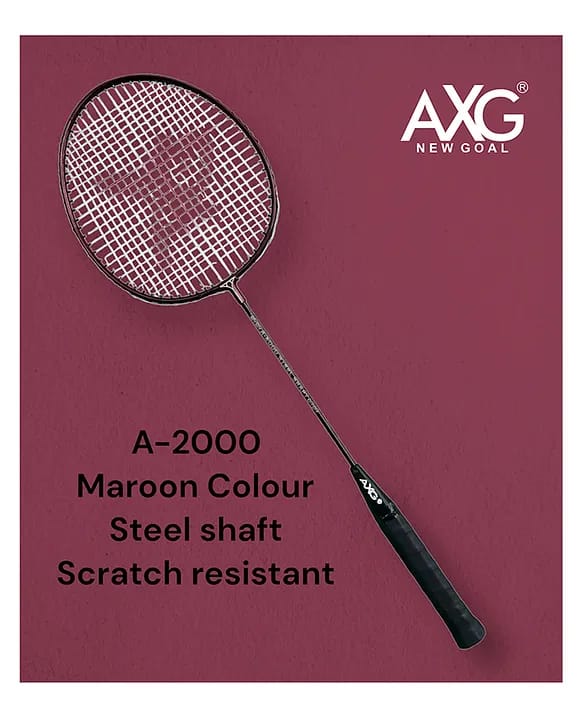 AXG®
NEW GOAL
A-2000
Maroon Colour
Steel shaft
Scratch resistant
AXG